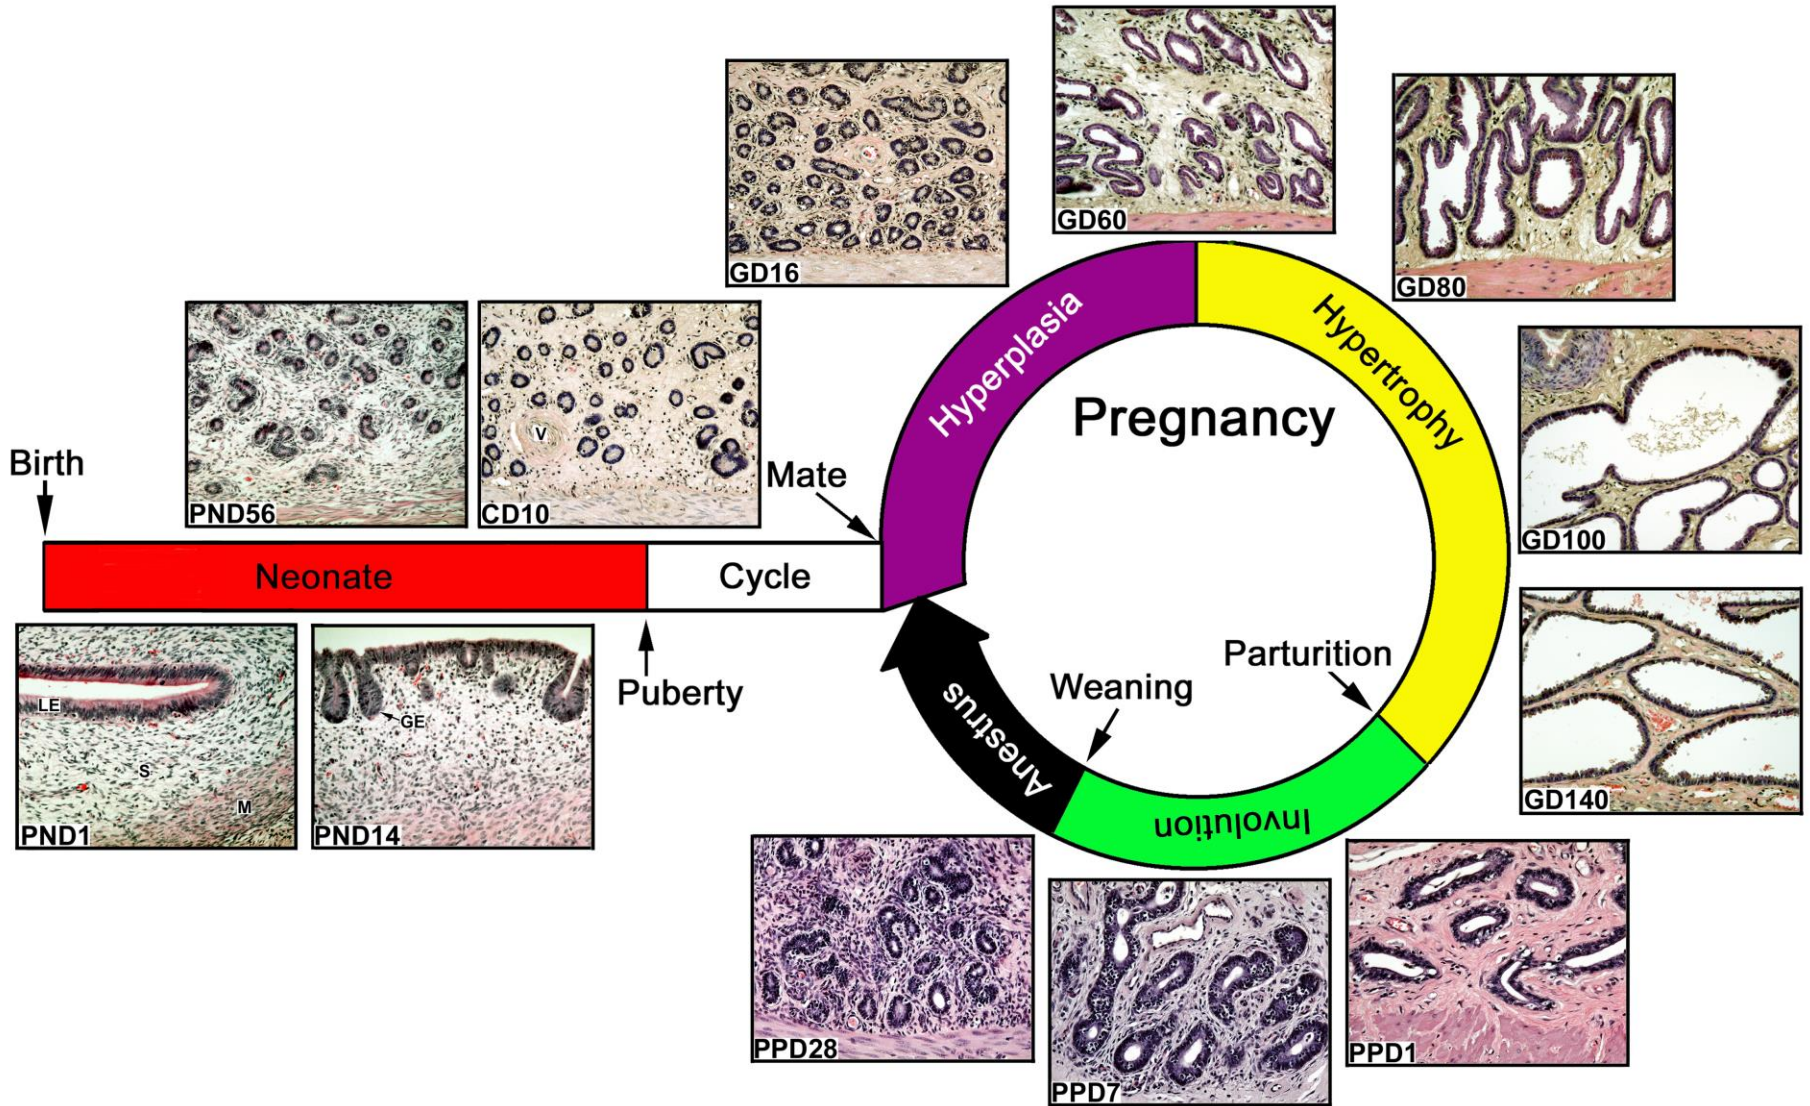 GD16
GD60
GD80
GD100
GD140
PND56
CD10
V
Birth
Mate
Hyperplasia
Hypertrophy
Pregnancy
Neonate
Cycle
Puberty
LE
S
M
PND1
GE
PND14
Parturition
Weaning
Anestrus
Involution
PPD28
PPD7
PPD1